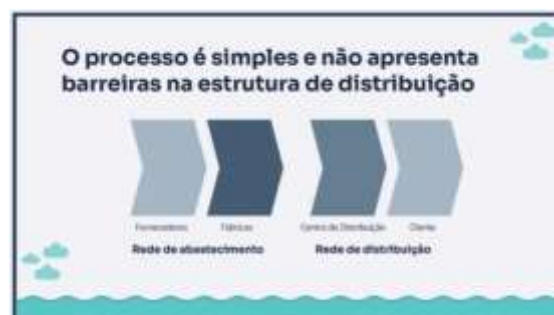 O processo é simples e não apresenta
barreiras na estrutura de distribuição
Fornecedores Fábricas Centro de Distribuição Cliente
Rede de abastecimento Rede de distribuição